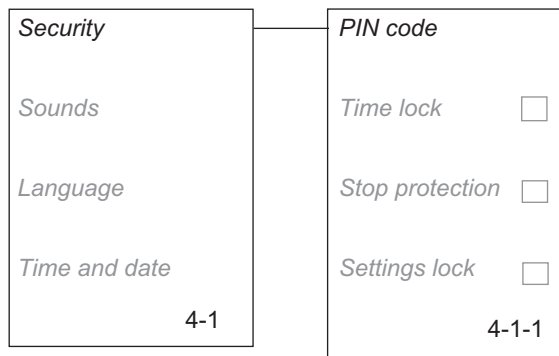 Security
Sounds
Language
Time and date
4-1
PIN code
Time lock
Stop protection
Settings lock
4-1-1